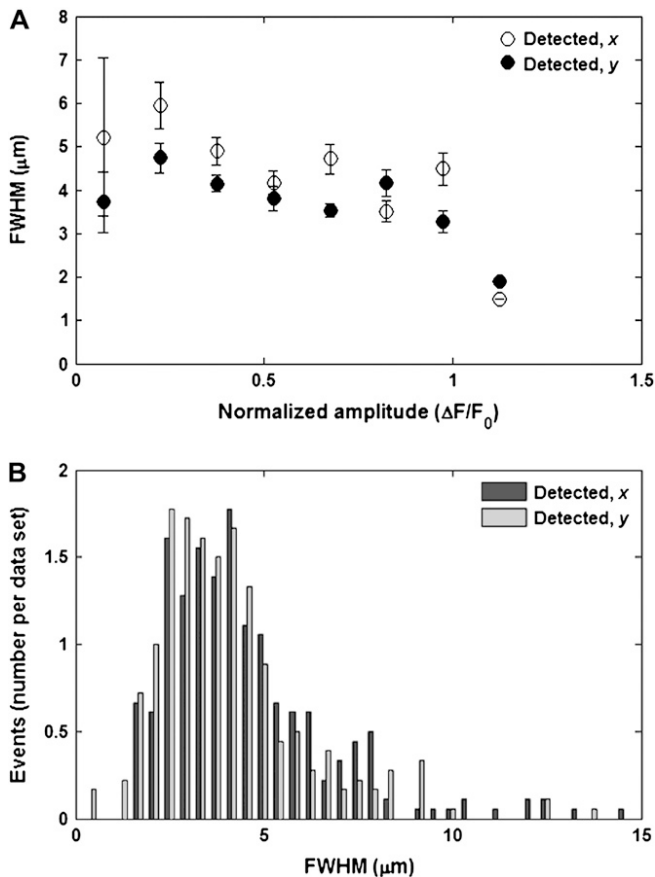 A
8
7
6
5
4
3
2
1
0
FWHM (μm)
Detected, x
Detected, y
0 0.5 1 1.5
Normalized amplitude (ΔF/F0)
B
2
1.5
1
0.5
0
Events (number per data set)
Detected, x
Detected, y
0 5 10 15
FWHM (μm)